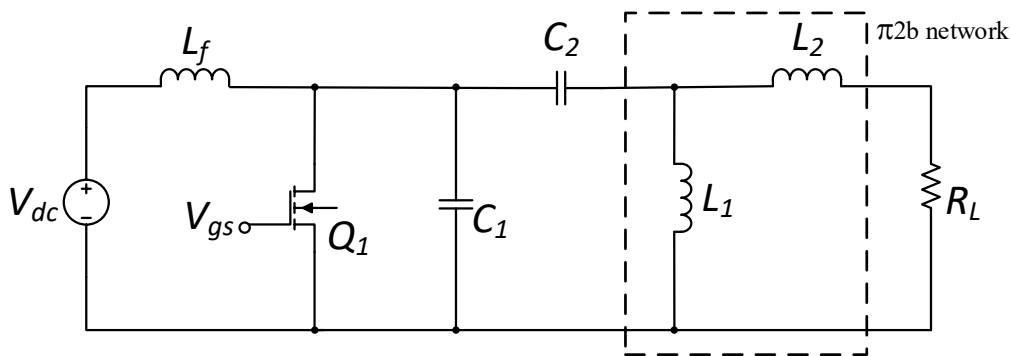 π2b network
L_f
C_2
L_2
V_dc
+
−
V_gs
Q_1
C_1
L_1
R_L